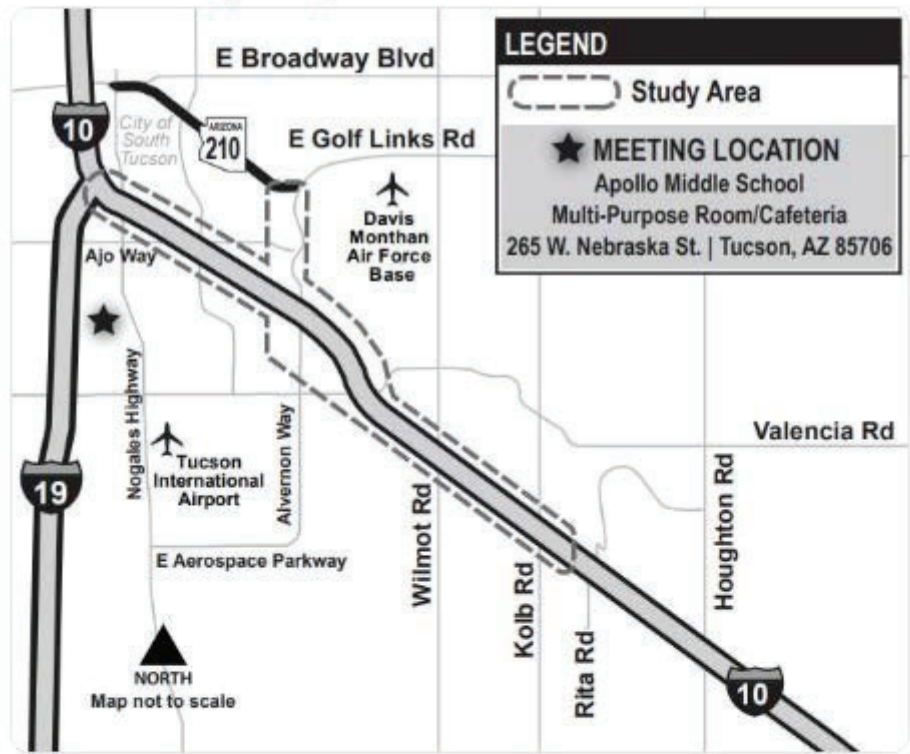 LEGEND
Study Area
MEETING LOCATION
Apollo Middle School
Multi-Purpose Room/Cafeteria
265 W. Nebraska St. | Tucson, AZ 85706
E Broadway Blvd
10
City of
South
Tucson
ARIZONA
210
E Golf Links Rd
Davis
Monthan
Air Force
Base
Ajo Way
Nogales Highway
Tucson
International
Airport
Alvernon Way
Valencia Rd
19
E Aerospace Parkway
Wilmot Rd
Kolb Rd
Rita Rd
Houghton Rd
NORTH
Map not to scale
10